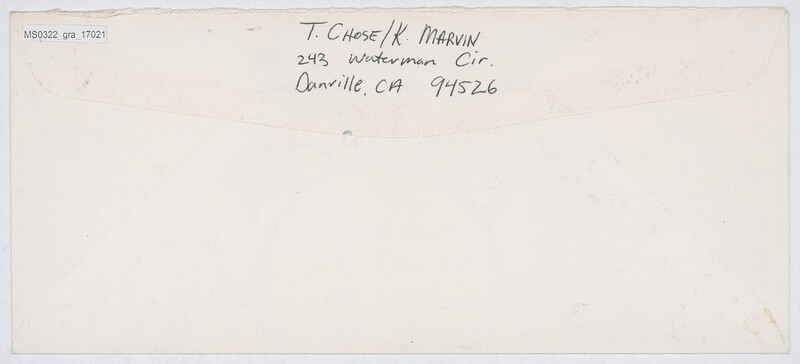 MS0322_gra_17021
T. CHOSE/K. MARVIN
243 Waterman Cir.
Danville, CA 94526